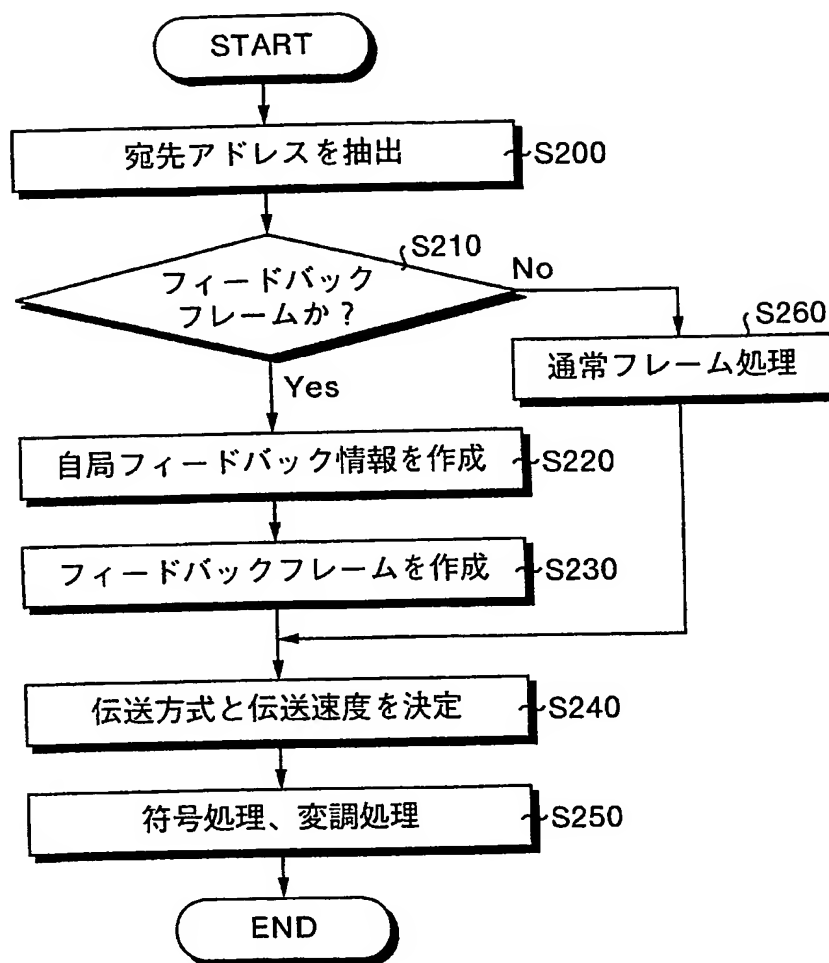 START
宛先アドレスを抽出
S200
S210
フィードバック
フレームか?
No
S260
通常フレーム処理
Yes
自局フィードバック情報を作成
S220
フィードバックフレームを作成
S230
伝送方式と伝送速度を決定
S240
符号処理、変調処理
S250
END